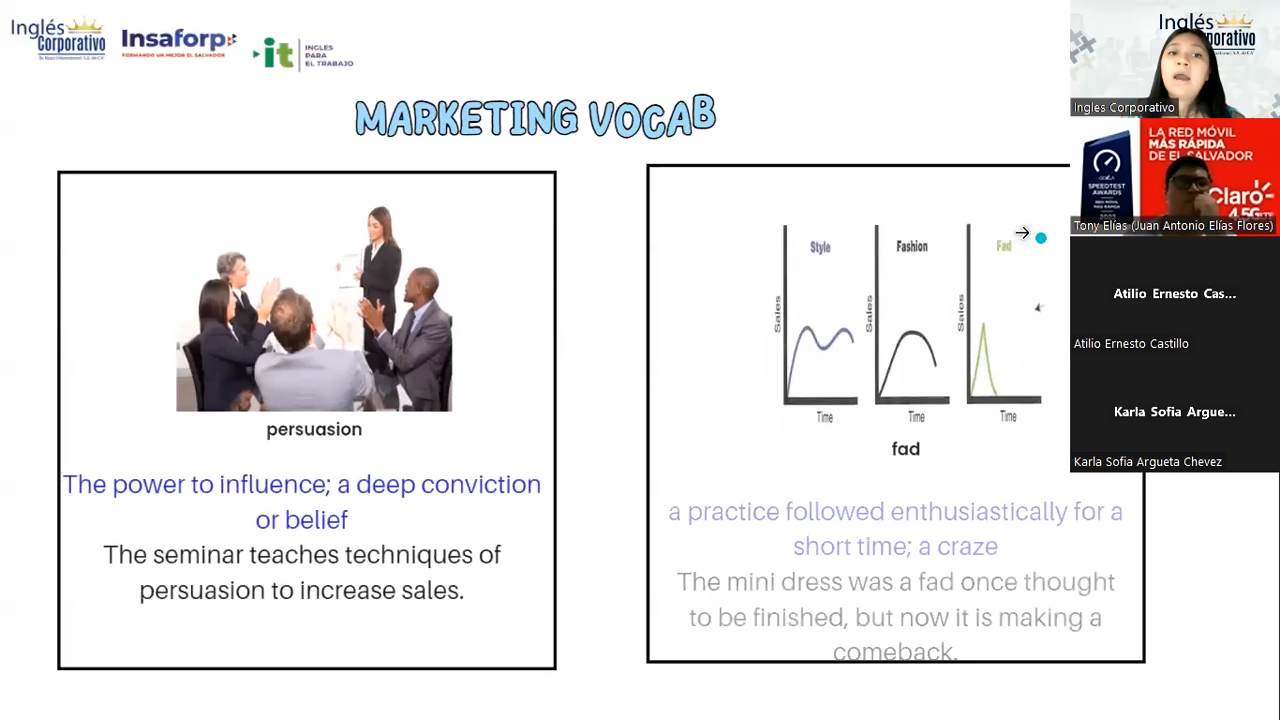 Inglés
Corporativo
Insaforp
FORMANDO UN MEJOR EL SALVADOR
it
INGLES
PARA
EL TRABAJO
MARKETING VOCAB
persuasion
The power to influence; a deep conviction
or belief
The seminar teaches techniques of
persuasion to increase sales.
Style
Sales
Time
Fashion
Sales
Time
Fad
Sales
Time
fad
a practice followed enthusiastically for a
short time; a craze
The mini dress was a fad once thought
to be finished, but now it is making a
comeback.
Inglés
Corporativo
Ingles Corporativo
SPEEDTEST
AWARDS
LA RED MÓVIL
MÁS RÁPIDA
DE EL SALVADOR
Claro
4.5G
Tony Elías (Juan Antonio Elías Flores)
Atilio Ernesto Cas...
Atilio Ernesto Castillo
Karla Sofia Argue...
Karla Sofia Argueta Chevez